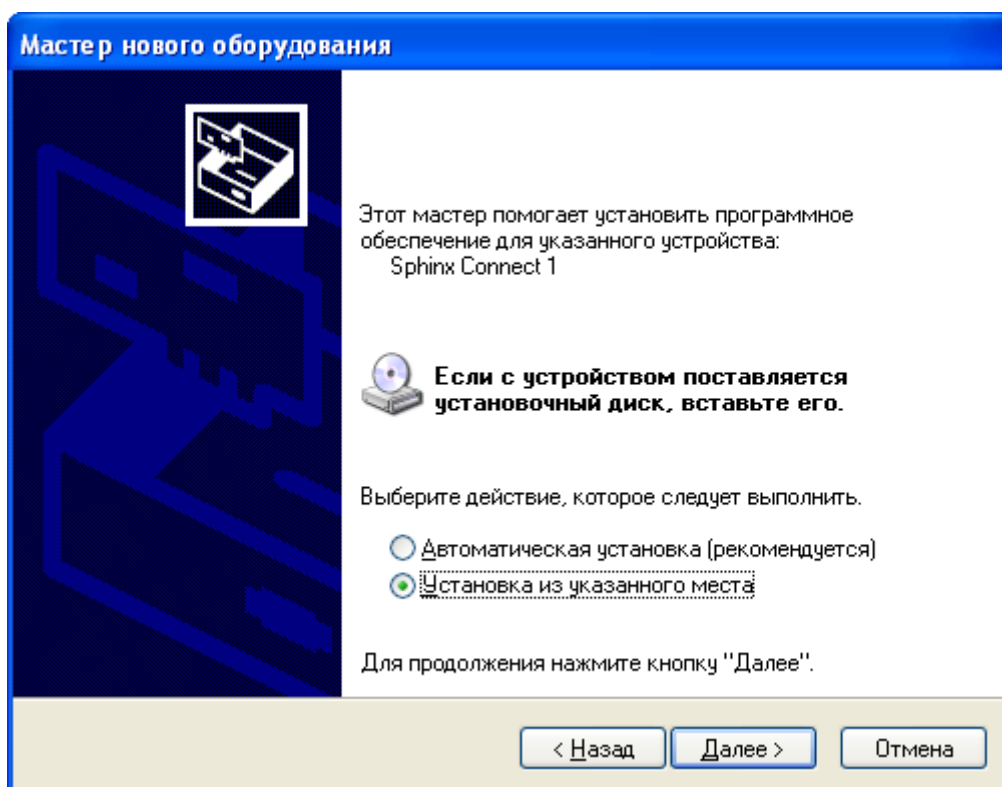 Мастер нового оборудования
Этот мастер помогает установить программное
обеспечение для указанного устройства:
Sphinx Connect 1
Если с устройством поставляется
установочный диск, вставьте его.
Выберите действие, которое следует выполнить.
Автоматическая установка (рекомендуется)
Установка из указанного места
Для продолжения нажмите кнопку "Далее".
< Назад Далее > Отмена